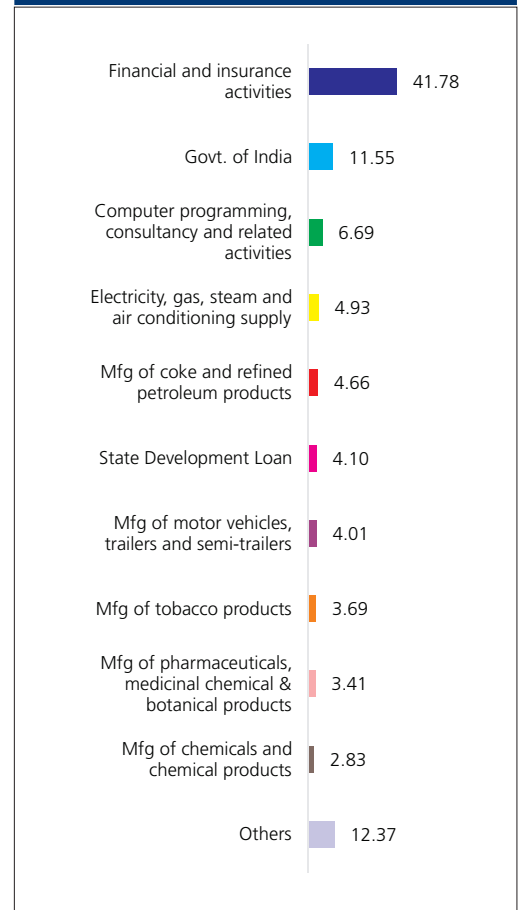 Financial and insurance
activities
41.78
Govt. of India
11.55
Computer programming,
consultancy and related
activities
6.69
Electricity, gas, steam and
air conditioning supply
4.93
Mfg of coke and refined
petroleum products
4.66
State Development Loan
4.10
Mfg of motor vehicles,
trailers and semi-trailers
4.01
Mfg of tobacco products
3.69
Mfg of pharmaceuticals,
medicinal chemical &
botanical products
3.41
Mfg of chemicals and
chemical products
2.83
Others
12.37